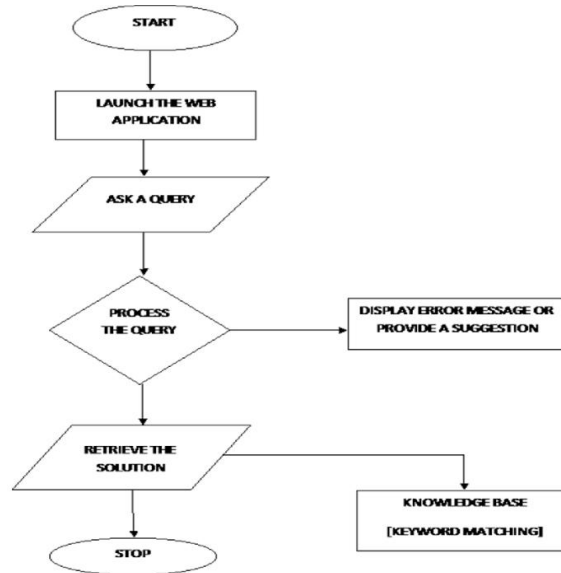 START
LAUNCH THE WEB
APPLICATION
ASK A QUERY
PROCESS
THE QUERY
DISPLAY ERROR MESSAGE OR
PROVIDE A SUGGESTION
RETRIEVE THE
SOLUTION
KNOWLEDGE BASE
[KEYWORD MATCHING]
STOP